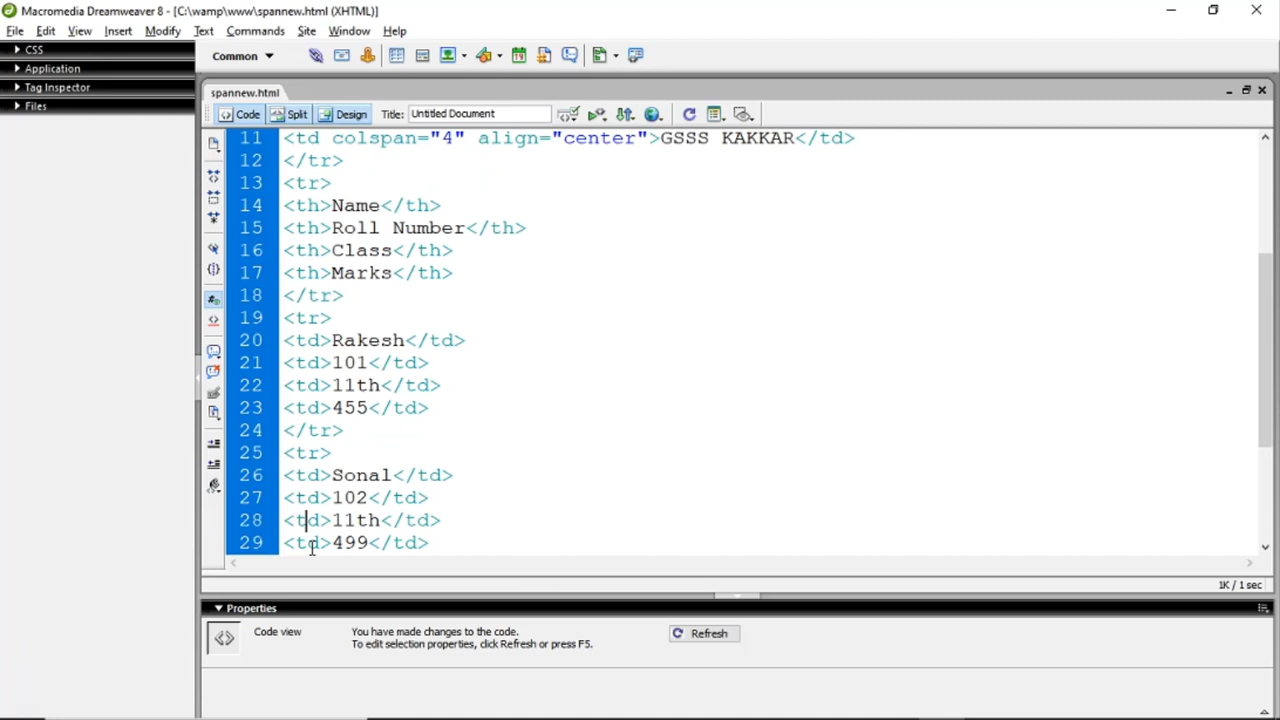 Macromedia Dreamweaver 8 - [C:\wamp\www\spannew.html (XHTML)]
File Edit View Insert Modify Text Commands Site Window Help
CSS
Application
Tag Inspector
Files
Common
spannew.html
Code Split Design Title: Untitled Document
11 <td colspan="4" align="center">GSSS KAKKAR</td>
12 </tr>
13 <tr>
14 <th>Name</th>
15 <th>Roll Number</th>
16 <th>Class</th>
17 <th>Marks</th>
18 </tr>
19 <tr>
20 <td>Rakesh</td>
21 <td>101</td>
22 <td>11th</td>
23 <td>455</td>
24 </tr>
25 <tr>
26 <td>Sonal</td>
27 <td>102</td>
28 <td>11th</td>
29 <td>499</td>
1K / 1 sec
Properties
Code view
You have made changes to the code.
To edit selection properties, click Refresh or press F5.
Refresh